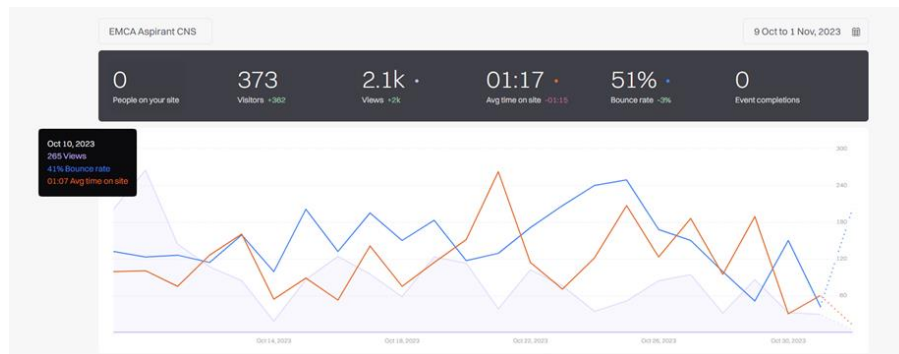 EMCA Aspirant CNS
9 Oct to 1 Nov, 2023
0
People on your site
373
Visitors +362
2.1k
Views +2k
01:17
Avg time on site -01:15
51%
Bounce rate -3%
0
Event completions
Oct 10, 2023
265 Views
41% Bounce rate
01:07 Avg time on site
300
240
180
120
60
Oct 14, 2023
Oct 18, 2023
Oct 22, 2023
Oct 26, 2023
Oct 30, 2023